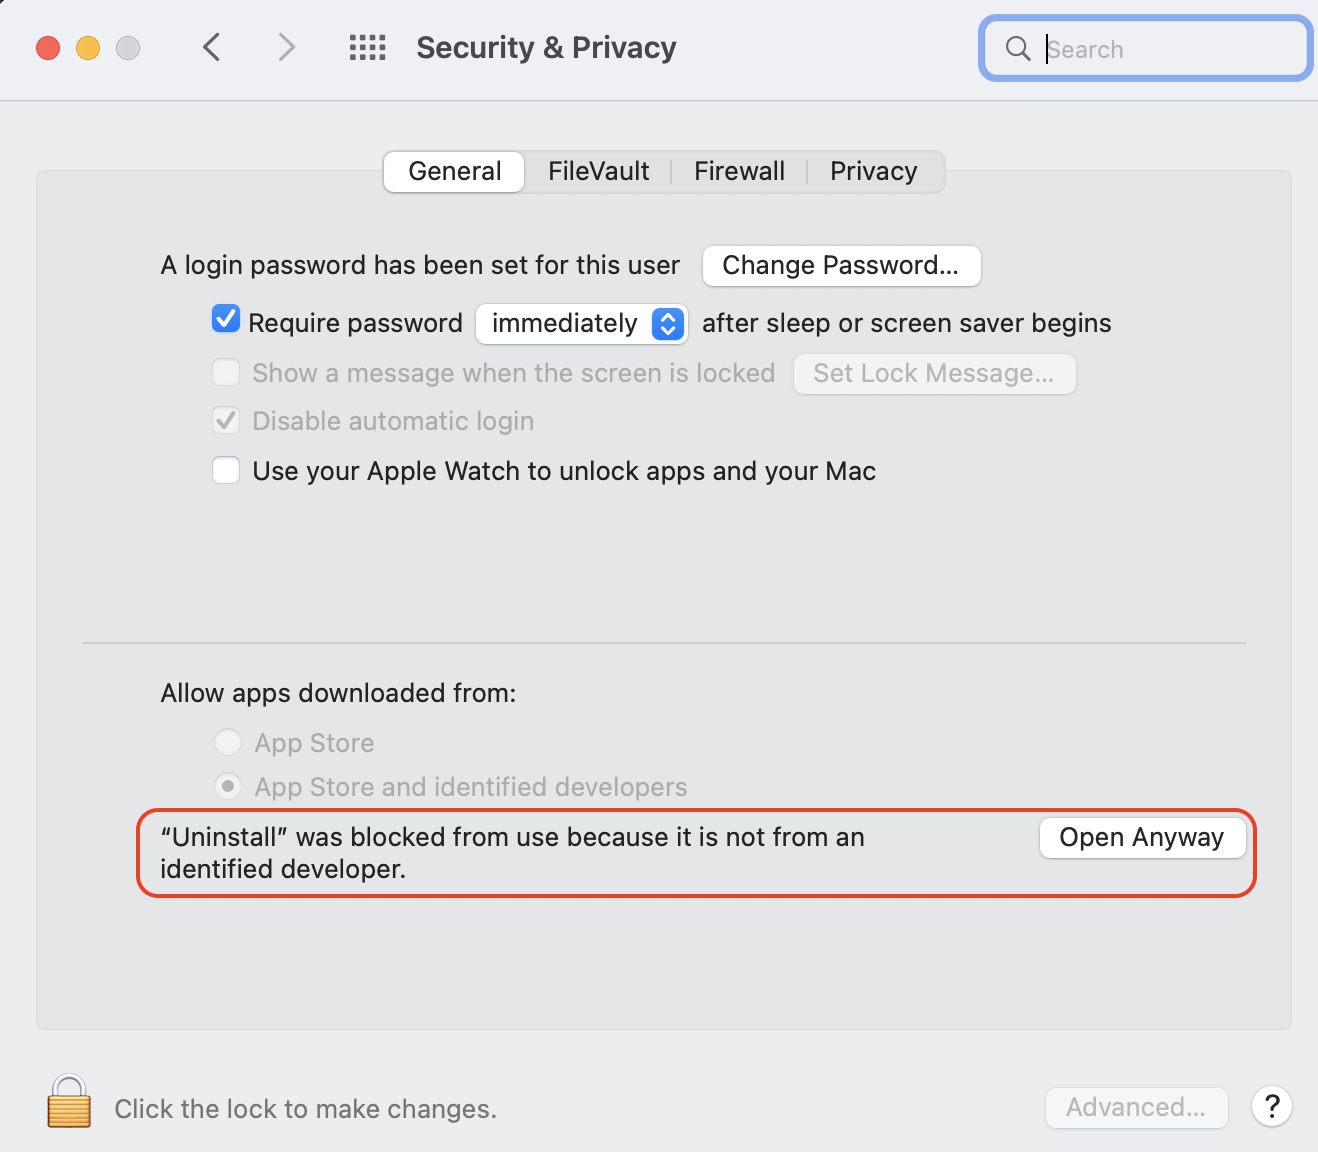 Security & Privacy
Search
General FileVault Firewall Privacy
A login password has been set for this user Change Password...
Require password immediately after sleep or screen saver begins
Show a message when the screen is locked Set Lock Message...
Disable automatic login
Use your Apple Watch to unlock apps and your Mac
Allow apps downloaded from:
App Store
App Store and identified developers
“Uninstall” was blocked from use because it is not from an Open Anyway
identified developer.
Click the lock to make changes. Advanced... ?